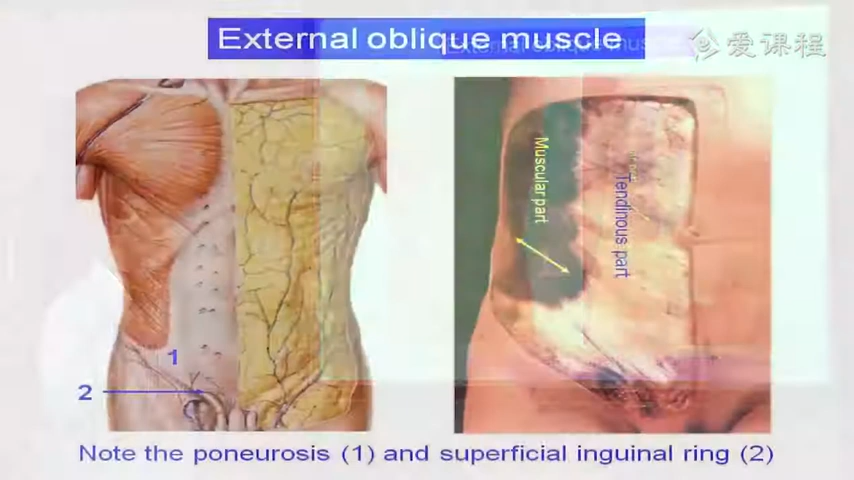 External oblique muscle
爱课程
Muscular part
Tendinous part
1
2
Note the poneurosis (1) and superficial inguinal ring (2)